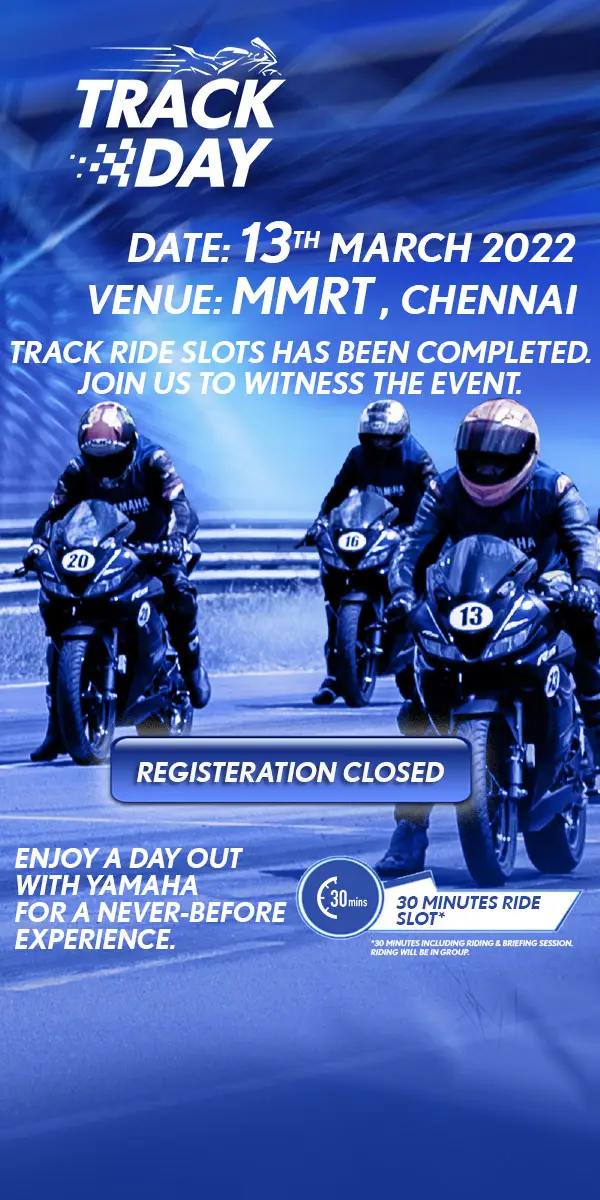 TRACK
DAY
DATE: 13TH MARCH 2022
VENUE: MMRT, CHENNAI
TRACK RIDE SLOTS HAS BEEN COMPLETED.
JOIN US TO WITNESS THE EVENT.
YAMAHA
YAMAHA
20
16
13
REGISTERATION CLOSED
ENJOY A DAY OUT
WITH YAMAHA
FOR A NEVER-BEFORE
EXPERIENCE.
30mins
30 MINUTES RIDE
SLOT*
*30 MINUTES INCLUDING RIDING & BRIEFING SESSION.
RIDING WILL BE IN GROUP.